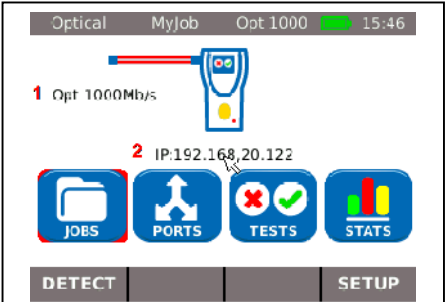 Optical MyJob Opt 1000 15:46
1 Opt 1000Mb/s
2 IP:192.168,20.122
JOBS PORTS TESTS STATS
DETECT SETUP